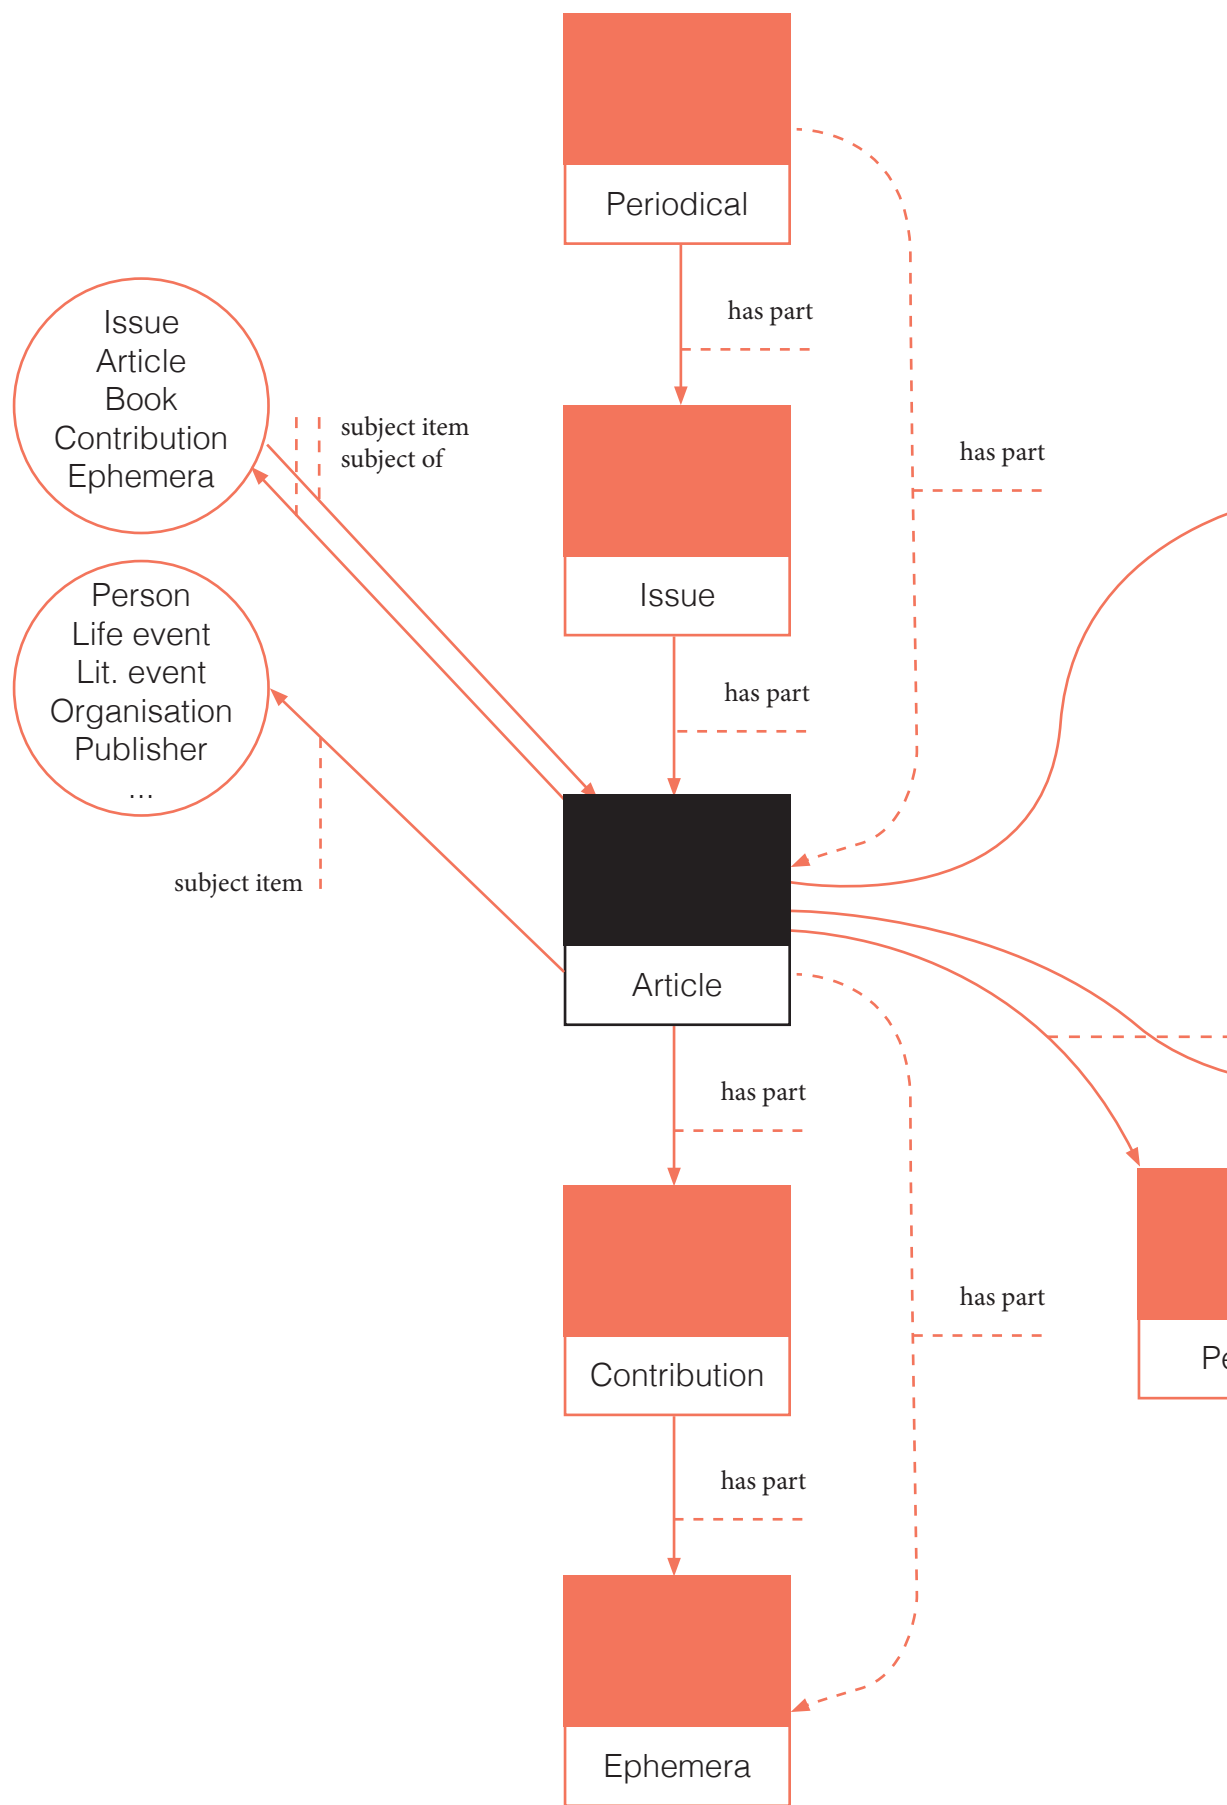 Periodical
has part
Issue
Article
Book
Contribution
Ephemera
subject item
subject of
has part
Issue
Person
Life event
Lit. event
Organisation
Publisher
...
has part
subject item
Article
has part
has part
Contribution
has part
Ephemera